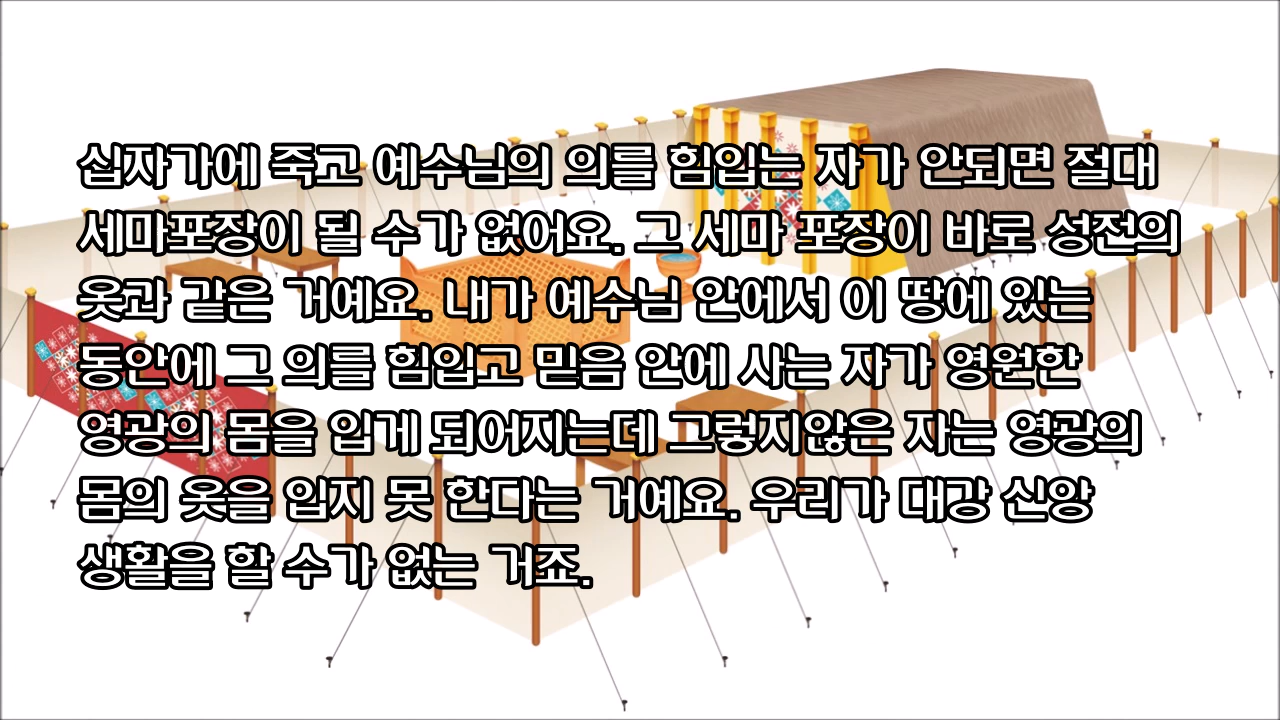 십자가에 죽고 예수님의 의를 힘입는 자가 안되면 절대
세마포장이 될 수가 없어요. 그 세마 포장이 바로 성전의
옷과 같은 거예요. 내가 예수님 안에서 이 땅에 있는
동안에 그 의를 힘입고 믿음 안에 사는 자가 영원한
영광의 몸을 입게 되어지는데 그렇지않은 자는 영광의
몸의 옷을 입지 못 한다는 거예요. 우리가 대강 신앙
생활을 할 수가 없는 거죠.